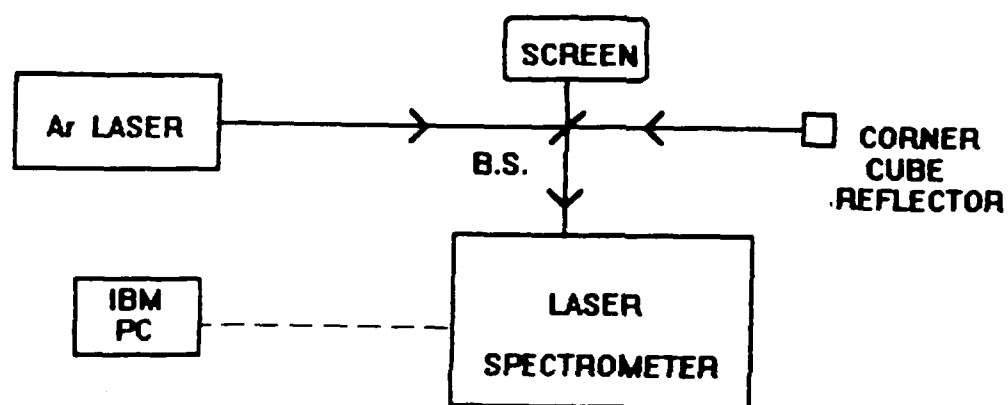 SCREEN
Ar LASER
B.S.
CORNER
CUBE
REFLECTOR
IBM
PC
LASER
SPECTROMETER